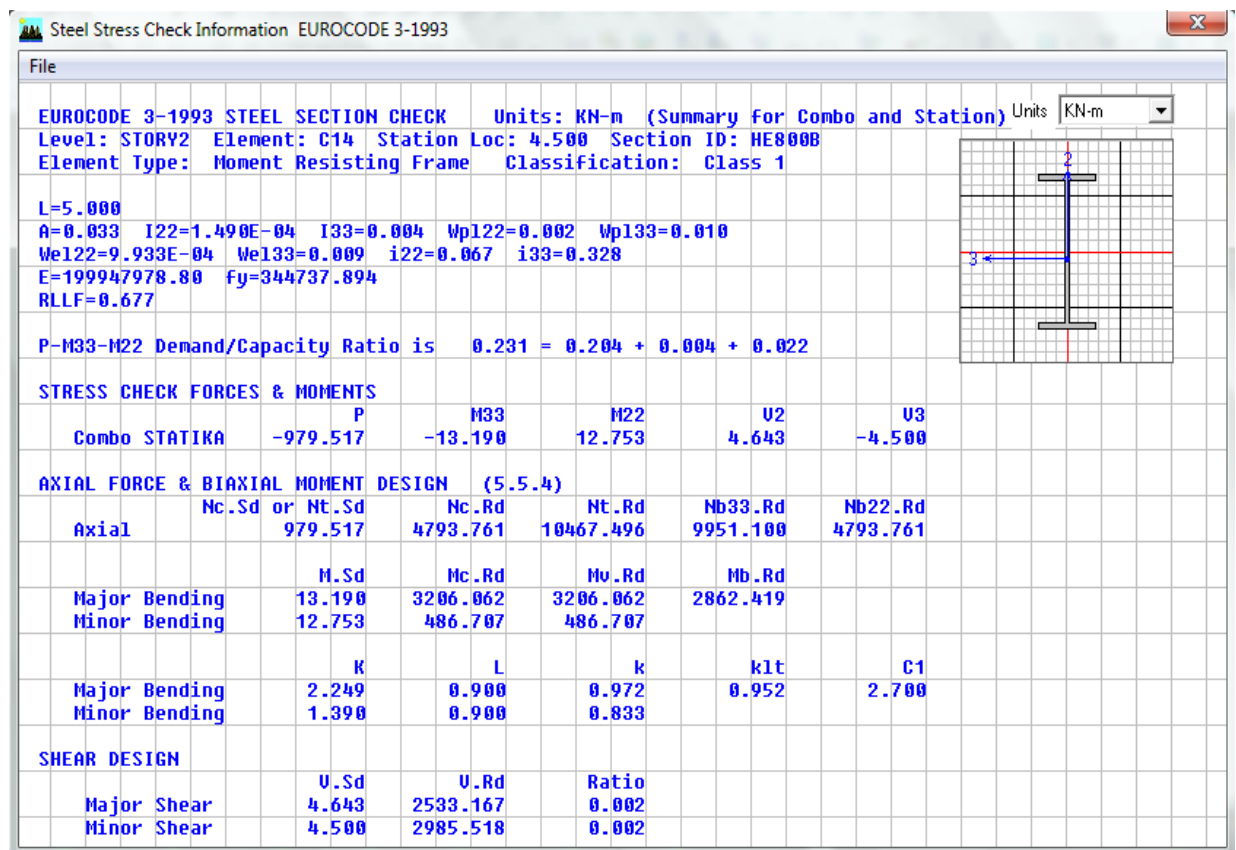 Steel Stress Check Information EUROCODE 3-1993
File
EUROCODE 3-1993 STEEL SECTION CHECK Units: KN-m (Summary for Combo and Station) Units KN-m
Level: STORY2 Element: C14 Station Loc: 4.500 Section ID: HE800B
Element Type: Moment Resisting Frame Classification: Class 1
2
3
L=5.000
A=0.033 I22=1.490E-04 I33=0.004 Wpl22=0.002 Wpl33=0.010
Wel22=9.933E-04 Wel33=0.009 i22=0.067 i33=0.328
E=199947978.80 fy=344737.894
RLLF=0.677
P-M33-M22 Demand/Capacity Ratio is 0.231 = 0.204 + 0.004 + 0.022
STRESS CHECK FORCES & MOMENTS
P M33 M22 V2 V3
Combo STATIKA -979.517 -13.190 12.753 4.643 -4.500
AXIAL FORCE & BIAXIAL MOMENT DESIGN (5.5.4)
Nc.Sd or Nt.Sd Nc.Rd Nt.Rd Nb33.Rd Nb22.Rd
Axial 979.517 4793.761 10467.496 9951.100 4793.761
M.Sd Mc.Rd Mv.Rd Mb.Rd
Major Bending 13.190 3206.062 3206.062 2862.419
Minor Bending 12.753 486.707 486.707
K L k klt C1
Major Bending 2.249 0.900 0.972 0.952 2.700
Minor Bending 1.390 0.900 0.833
SHEAR DESIGN
V.Sd V.Rd Ratio
Major Shear 4.643 2533.167 0.002
Minor Shear 4.500 2985.518 0.002